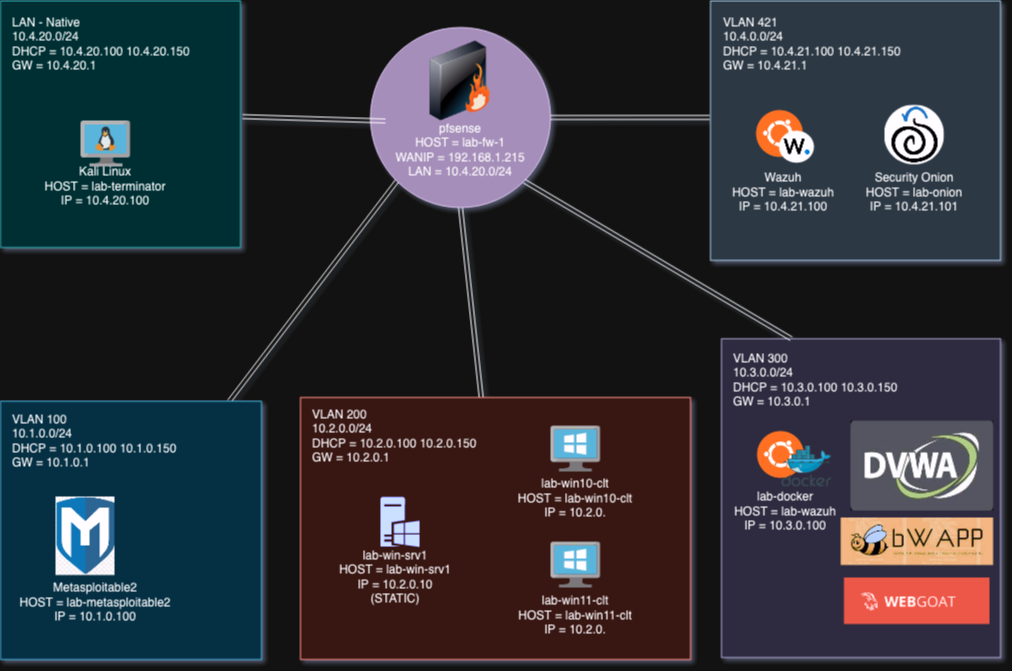 LAN - Native
10.4.20.0/24
DHCP = 10.4.20.100 10.4.20.150
GW = 10.4.20.1
Kali Linux
HOST = lab-terminator
IP = 10.4.20.100
pfsense
HOST = lab-fw-1
WANIP = 192.168.1.215
LAN = 10.4.20.0/24
VLAN 421
10.4.0.0/24
DHCP = 10.4.21.100 10.4.21.150
GW = 10.4.21.1
W.
Wazuh
HOST = lab-wazuh
IP = 10.4.21.100
Security Onion
HOST = lab-onion
IP = 10.4.21.101
VLAN 100
10.1.0.0/24
DHCP = 10.1.0.100 10.1.0.150
GW = 10.1.0.1
M
Metasploitable2
HOST = lab-metasploitable2
IP = 10.1.0.100
VLAN 200
10.2.0.0/24
DHCP = 10.2.0.100 10.2.0.150
GW = 10.2.0.1
lab-win-srv1
HOST = lab-win-srv1
IP = 10.2.0.10
(STATIC)
lab-win10-clt
HOST = lab-win10-clt
IP = 10.2.0.
lab-win11-clt
HOST = lab-win11-clt
IP = 10.2.0.
VLAN 300
10.3.0.0/24
DHCP = 10.3.0.100 10.3.0.150
GW = 10.3.0.1
docker
lab-docker
HOST = lab-wazuh
IP = 10.3.0.100
DVWA
bWAPP
WEBGOAT